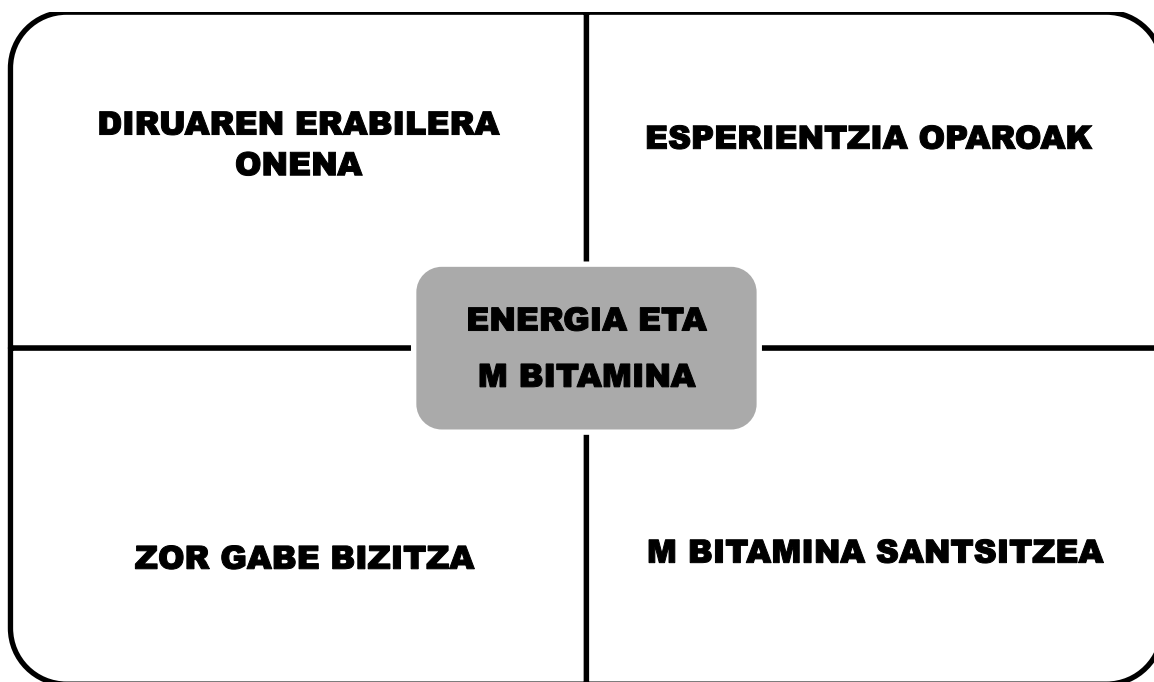 DIRUAREN ERABILERA
ONENA
ESPERIENTZIA OPAROAK
ENERGIA ETA
M BITAMINA
ZOR GABE BIZITZA
M BITAMINA SANTSITZEA